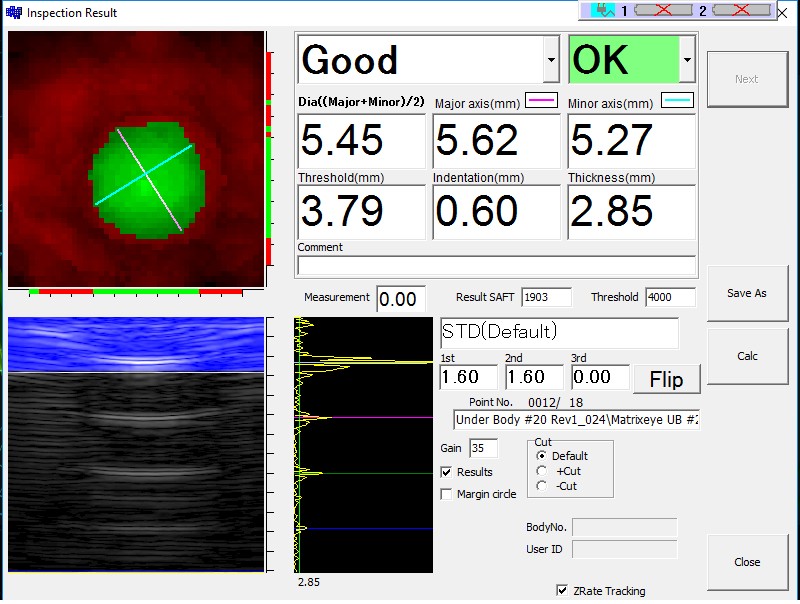 Inspection Result
1 2
Good OK
Next
Dia((Major+Minor)/2) Major axis(mm) Minor axis(mm)
5.45 5.62 5.27
Threshold(mm) Indentation(mm) Thickness(mm)
3.79 0.60 2.85
Comment
Measurement 0.00 Result SAFT 1903 Threshold 4000
Save As
STD(Default)
Calc
1st 2nd 3rd
1.60 1.60 0.00 Flip
Point No. 0012/ 18
Under Body #20 Rev1_024\Matrixeye UB #2
Gain 35
Cut
Default
+Cut
-Cut
Results
Margin circle
BodyNo.
User ID
Close
2.85
ZRate Tracking